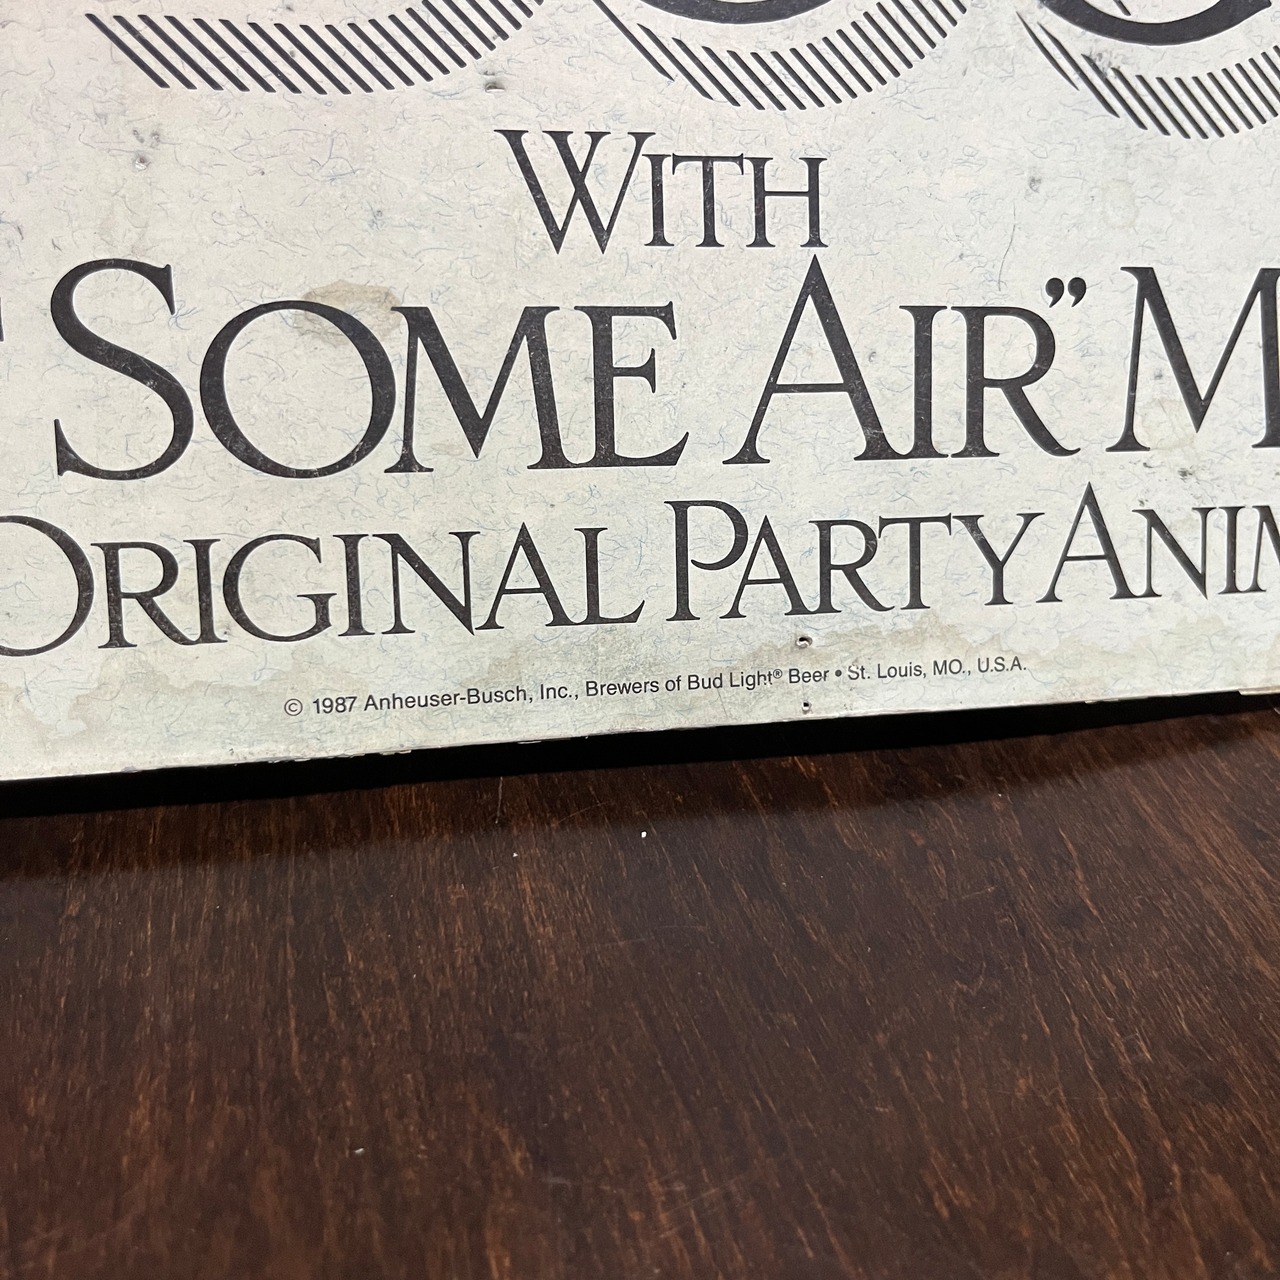 WITH
"SOME AIR" M
ORIGINAL PARTY ANIM
© 1987 Anheuser-Busch, Inc., Brewers of Bud Light® Beer • St. Louis, MO., U.S.A.